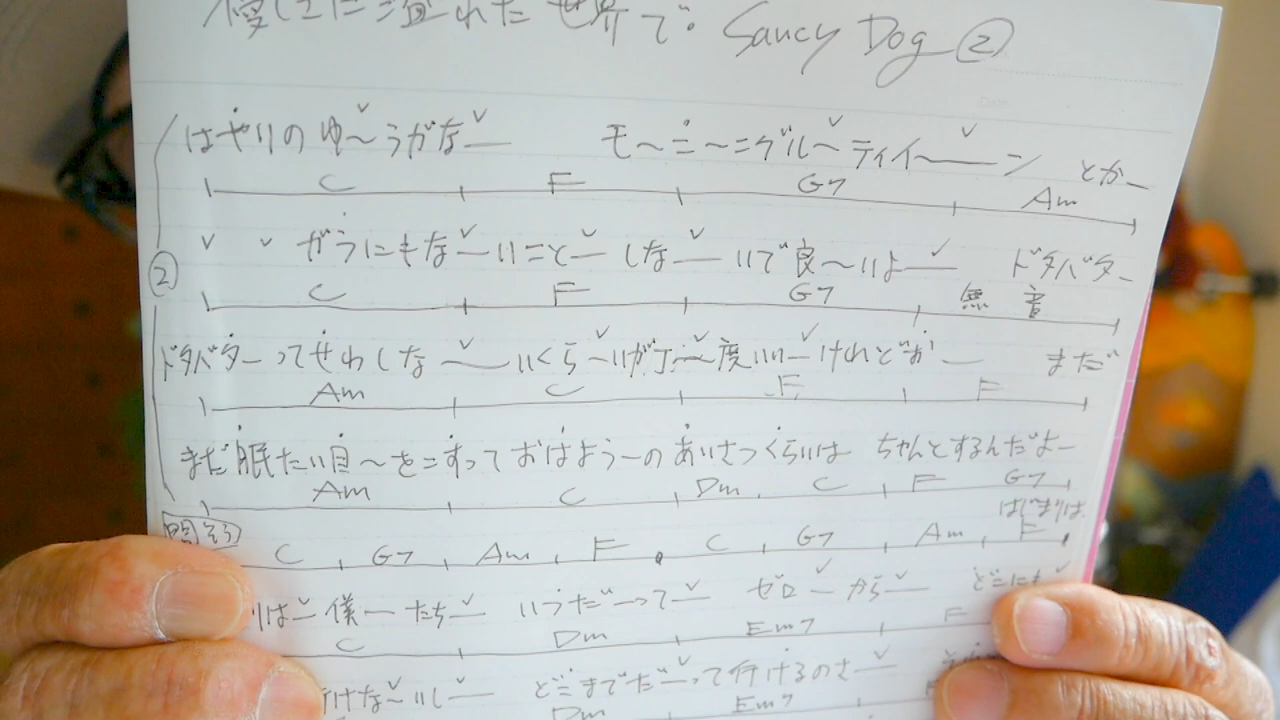 優しさに溢れた世界で。 Saucy Dog ②
はやりのゆ〜うがな— モ〜ニ〜ニグル〜ティイ〜—ン とか—
C F G7 Am
② がらにもな—いこと— しな—いで良〜いよ— ドタバタ—
C F G7 無音
ドタバタ—ってせわしな〜—いくら〜いが丁〜度いい—けれどお— まだ
Am C F F
まだ眠たい目〜をこすって おはようーの あいさつくらいは ちゃんとするんだよー
Am C Dm C F G7
間奏 はじまりは
C G7 Am F C G7 Am F
りは—僕—たち— いつだーって— ゼロ—から— どこにも
C Dm Em7 F
行けな〜いし— どこまでだーって行けるのさ—
Dm Em7